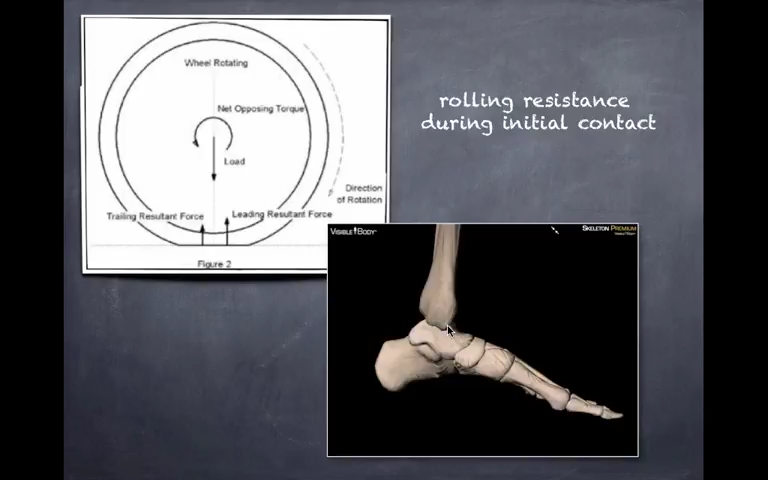 Wheel Rotating
Net Opposing Torque
Load
Direction
of Rotation
Trailing Resultant Force
Leading Resultant Force
Figure 2
rolling resistance
during initial contact
VISIBLE BODY
SKELETON PREMIUM